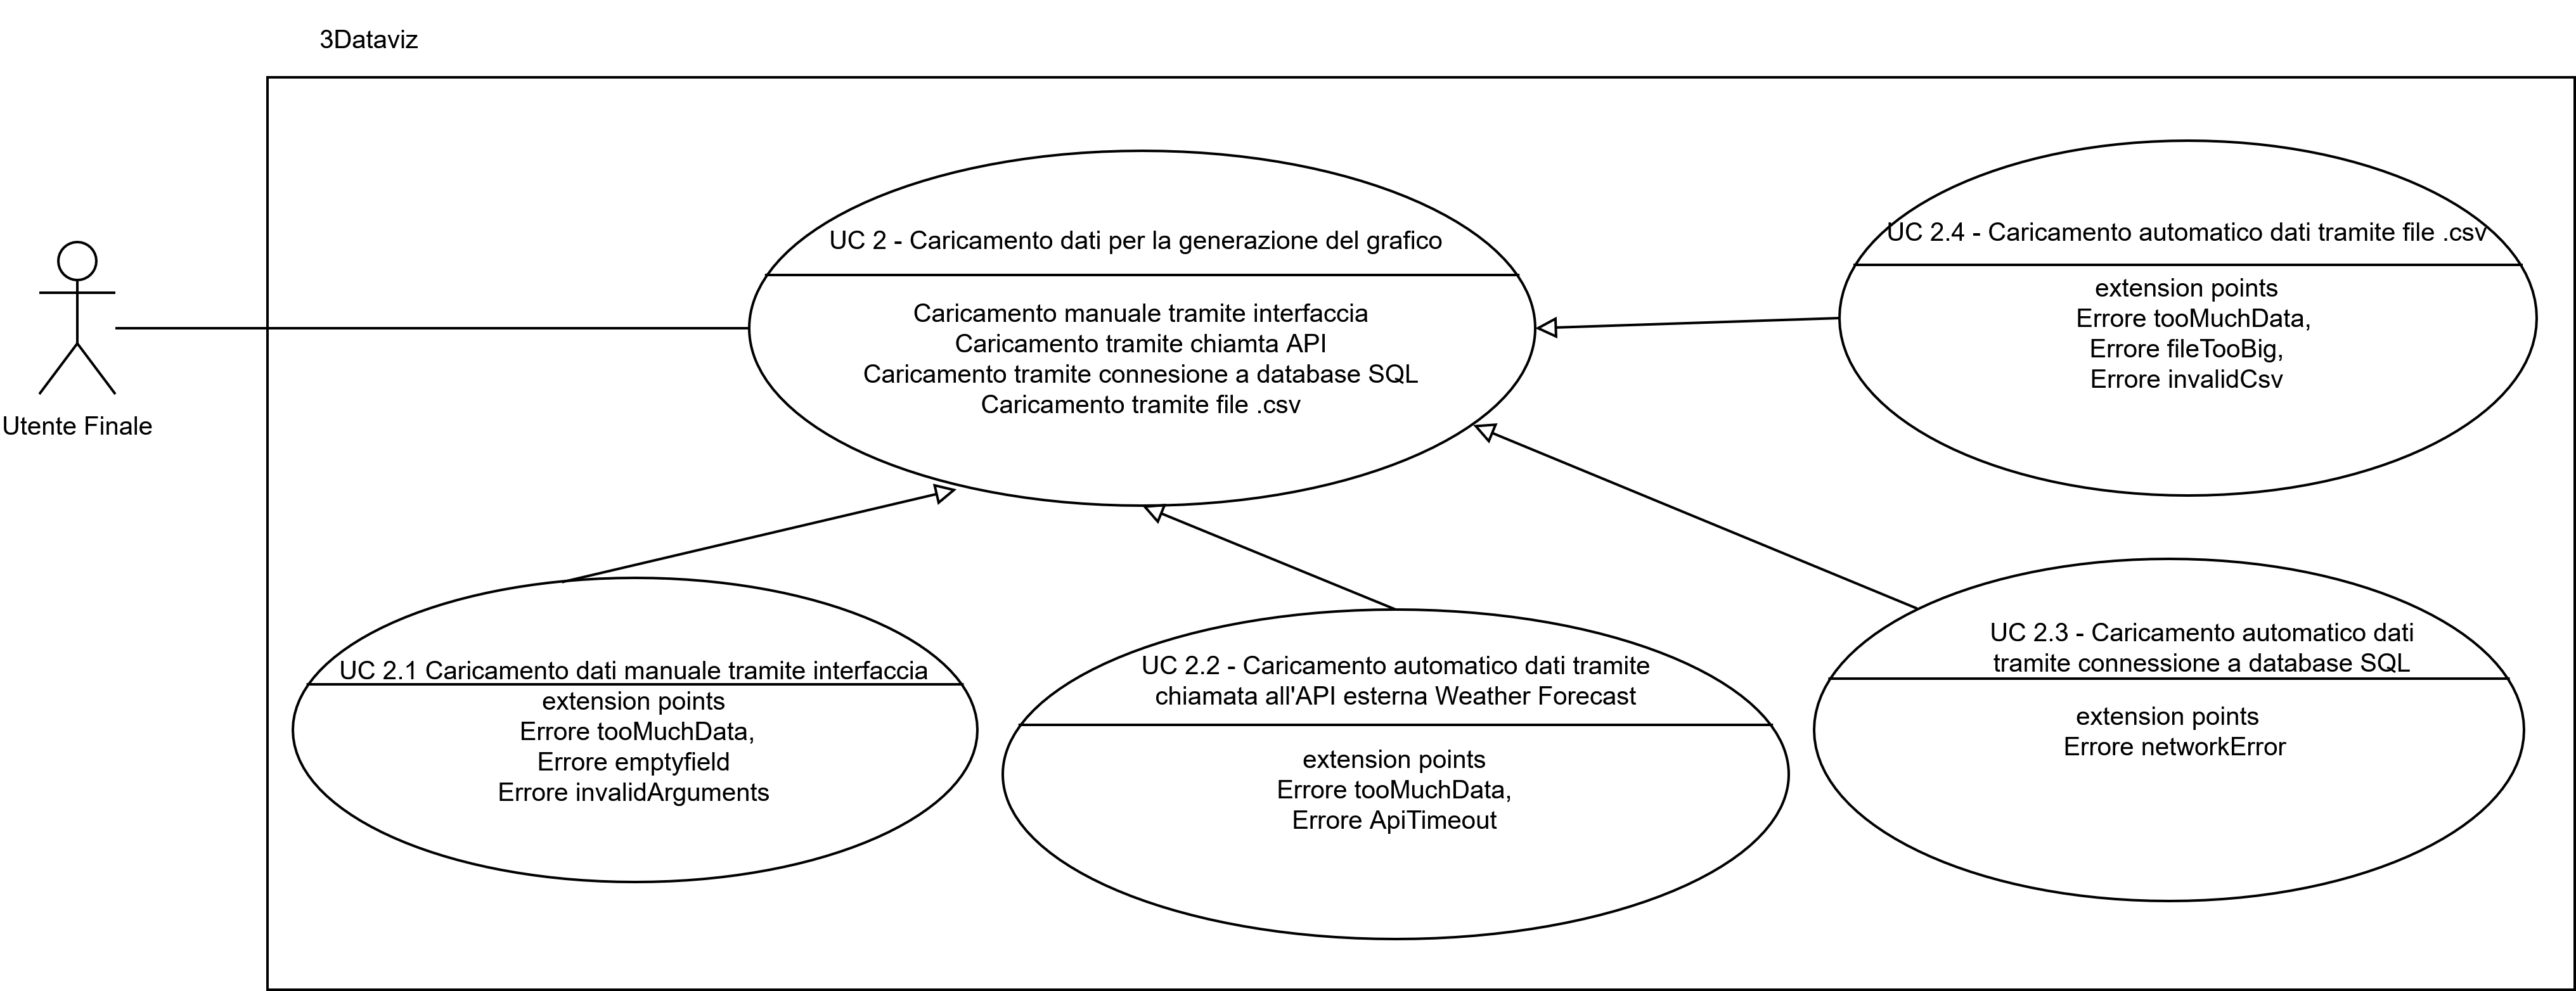 3Dataviz
Utente Finale
UC 2 - Caricamento dati per la generazione del grafico
Caricamento manuale tramite interfaccia
Caricamento tramite chiamta API
Caricamento tramite connesione a database SQL
Caricamento tramite file .csv
UC 2.4 - Caricamento automatico dati tramite file .csv
extension points
Errore tooMuchData,
Errore fileTooBig,
Errore invalidCsv
UC 2.1 Caricamento dati manuale tramite interfaccia
extension points
Errore tooMuchData,
Errore emptyfield
Errore invalidArguments
UC 2.2 - Caricamento automatico dati tramite
chiamata all'API esterna Weather Forecast
extension points
Errore tooMuchData,
Errore ApiTimeout
UC 2.3 - Caricamento automatico dati
tramite connessione a database SQL
extension points
Errore networkError